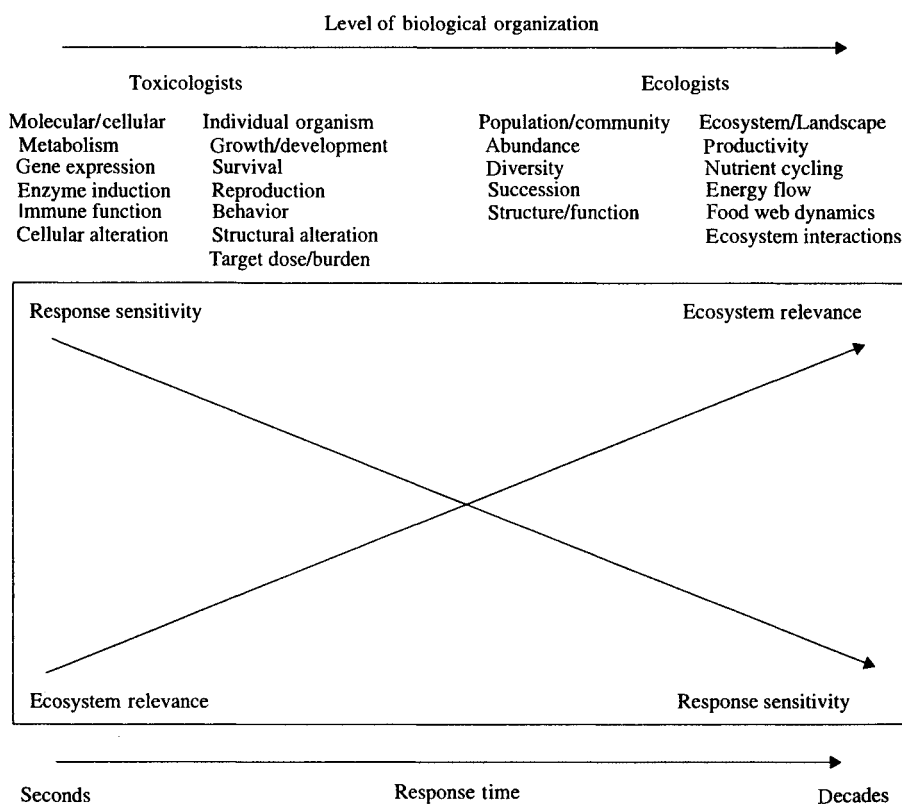 Level of biological organization
Toxicologists
Ecologists
Molecular/cellular
Metabolism
Gene expression
Enzyme induction
Immune function
Cellular alteration
Individual organism
Growth/development
Survival
Reproduction
Behavior
Structural alteration
Target dose/burden
Population/community
Abundance
Diversity
Succession
Structure/function
Ecosystem/Landscape
Productivity
Nutrient cycling
Energy flow
Food web dynamics
Ecosystem interactions
Response sensitivity
Ecosystem relevance
Ecosystem relevance
Response sensitivity
Seconds
Response time
Decades